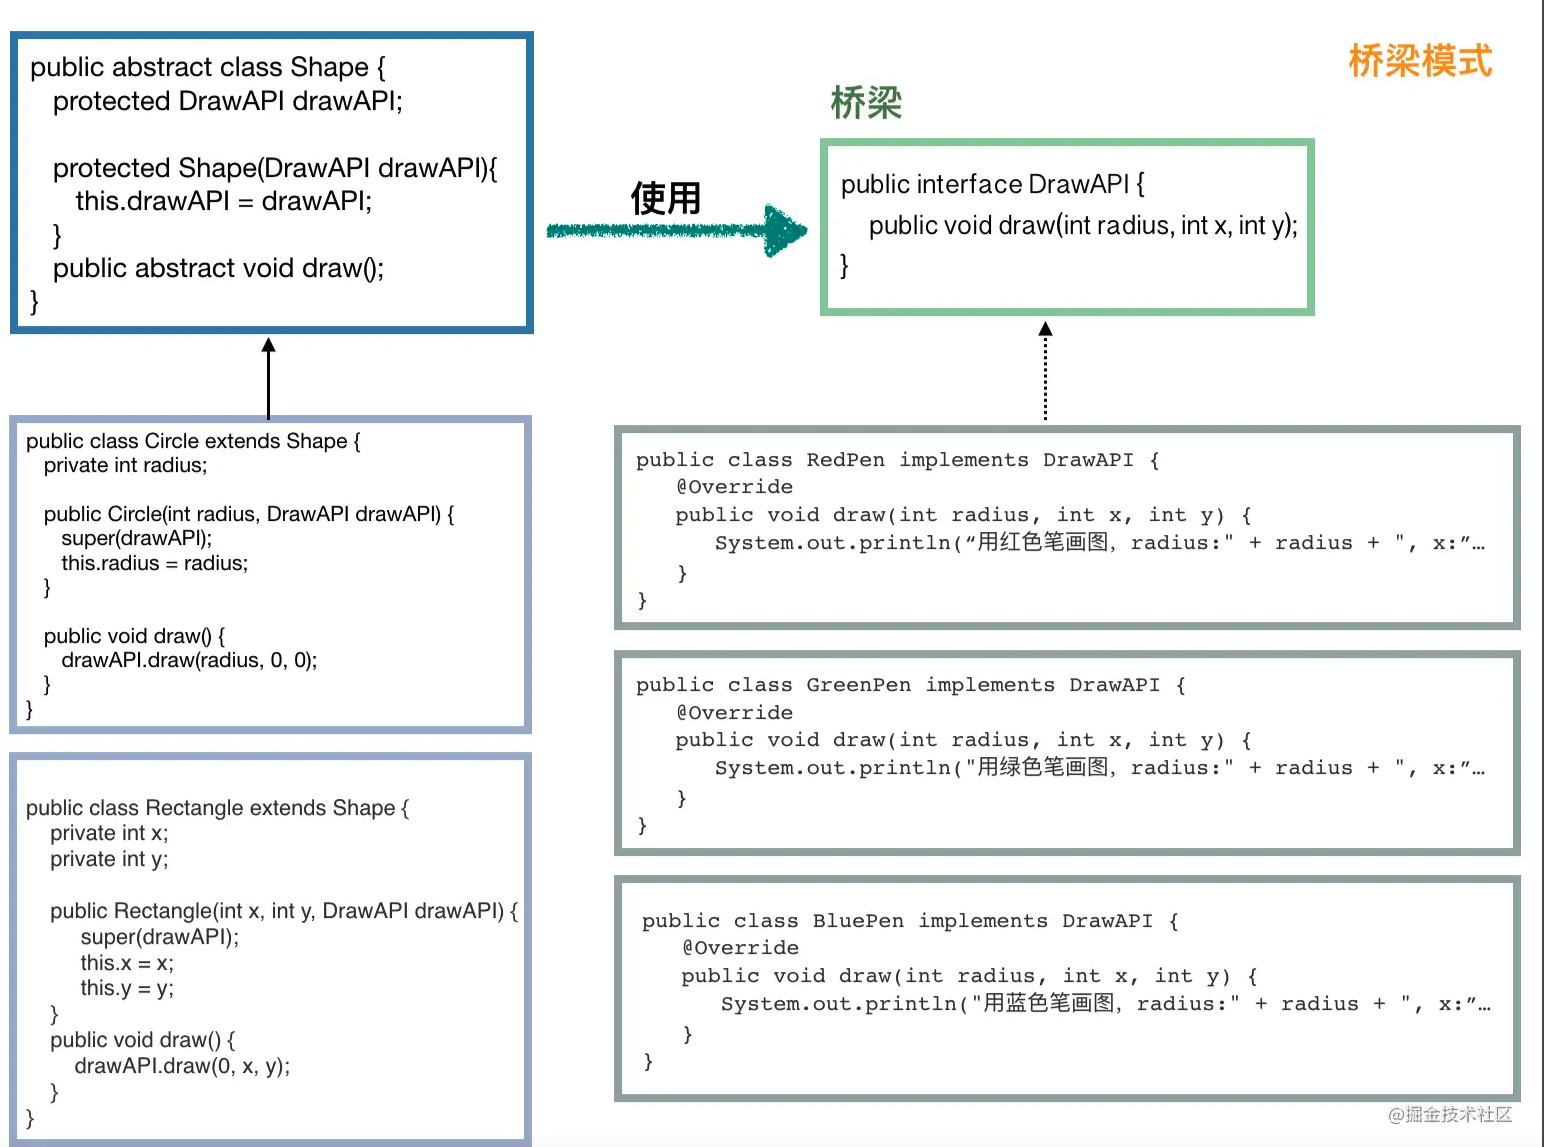 桥梁模式
public abstract class Shape {
protected DrawAPI drawAPI;
protected Shape(DrawAPI drawAPI){
this.drawAPI = drawAPI;
}
public abstract void draw();
}
使用
桥梁
public interface DrawAPI {
public void draw(int radius, int x, int y);
}
public class Circle extends Shape {
private int radius;
public Circle(int radius, DrawAPI drawAPI) {
super(drawAPI);
this.radius = radius;
}
public void draw() {
drawAPI.draw(radius, 0, 0);
}
}
public class Rectangle extends Shape {
private int x;
private int y;
public Rectangle(int x, int y, DrawAPI drawAPI) {
super(drawAPI);
this.x = x;
this.y = y;
}
public void draw() {
drawAPI.draw(0, x, y);
}
}
public class RedPen implements DrawAPI {
@Override
public void draw(int radius, int x, int y) {
System.out.println(“用红色笔画图，radius:" + radius + ", x:”…
}
}
public class GreenPen implements DrawAPI {
@Override
public void draw(int radius, int x, int y) {
System.out.println("用绿色笔画图，radius:" + radius + ", x:”…
}
}
public class BluePen implements DrawAPI {
@Override
public void draw(int radius, int x, int y) {
System.out.println("用蓝色笔画图，radius:" + radius + ", x:”…
}
}
@掘金技术社区